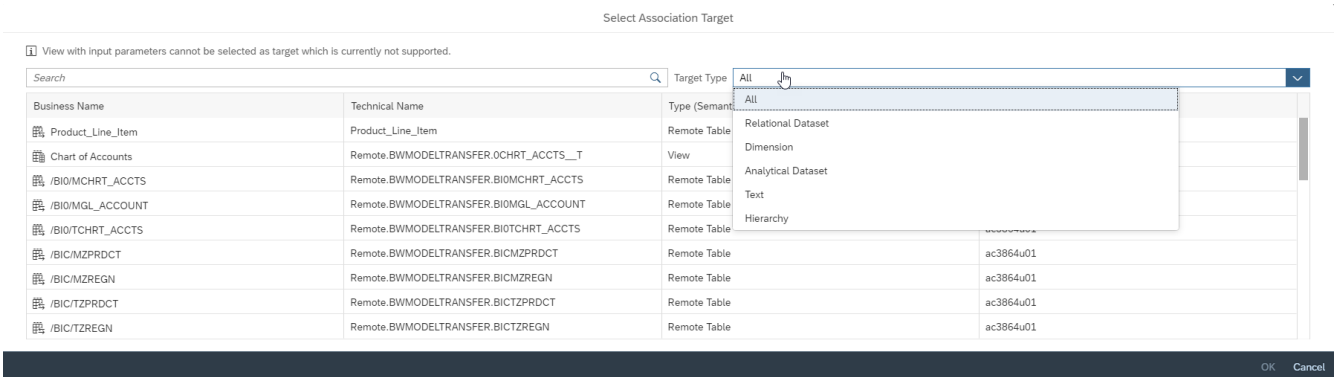 Select Association Target
View with input parameters cannot be selected as target which is currently not supported.
Search Target Type All
Business Name Technical Name Type (Semant
All
Relational Dataset
Dimension
Analytical Dataset
Text
Hierarchy
Product_Line_Item Product_Line_Item Remote Table
Chart of Accounts Remote.BWMODELTRANSFER.0CHRT_ACCTS__T View
/BI0/MCHRT_ACCTS Remote.BWMODELTRANSFER.BI0MCHRT_ACCTS Remote Table
/BI0/MGL_ACCOUNT Remote.BWMODELTRANSFER.BI0MGL_ACCOUNT Remote Table
/BI0/TCHRT_ACCTS Remote.BWMODELTRANSFER.BI0TCHRT_ACCTS Remote Table
/BIC/MZPRDCT Remote.BWMODELTRANSFER.BICMZPRDCT Remote Table ac3864u01
/BIC/MZREGN Remote.BWMODELTRANSFER.BICMZREGN Remote Table ac3864u01
/BIC/TZPRDCT Remote.BWMODELTRANSFER.BICTZPRDCT Remote Table ac3864u01
/BIC/TZREGN Remote.BWMODELTRANSFER.BICTZREGN Remote Table ac3864u01
OK Cancel